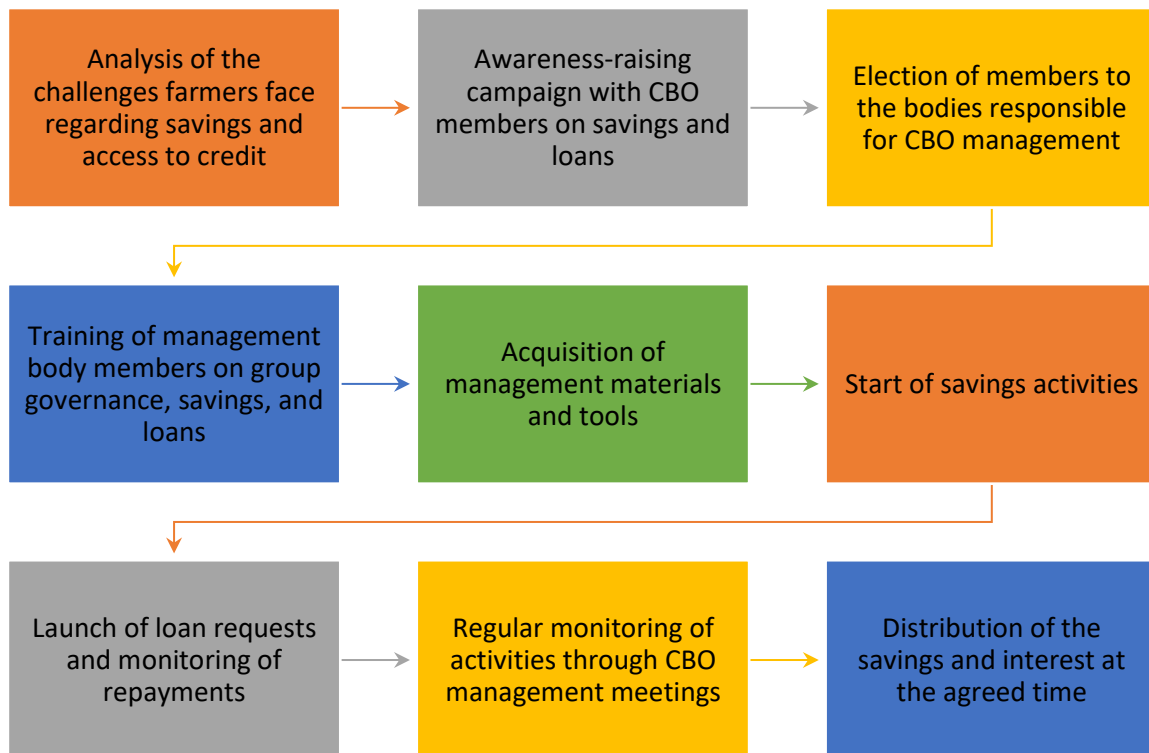 Analysis of the
challenges farmers face
regarding savings and
access to credit
Awareness-raising
campaign with CBO
members on savings and
loans
Election of members to
the bodies responsible
for CBO management
Training of management
body members on group
governance, savings, and
loans
Acquisition of
management materials
and tools
Start of savings activities
Launch of loan requests
and monitoring of
repayments
Regular monitoring of
activities through CBO
management meetings
Distribution of the
savings and interest at
the agreed time